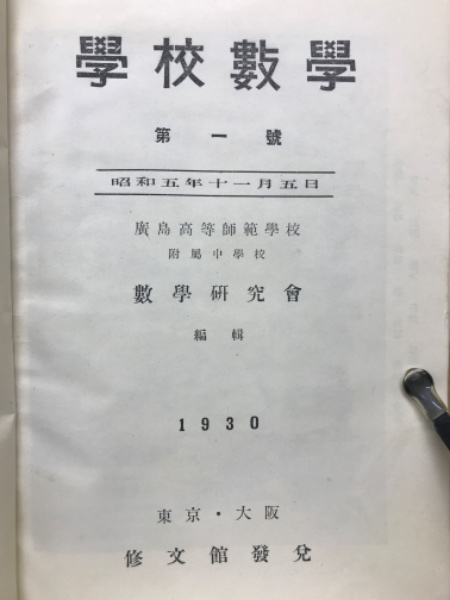 學校數學
第一號
昭和五年十一月五日
廣島高等師範學校
附屬中學校
數學研究會
編輯
1930
東京・大阪
修文館發兌